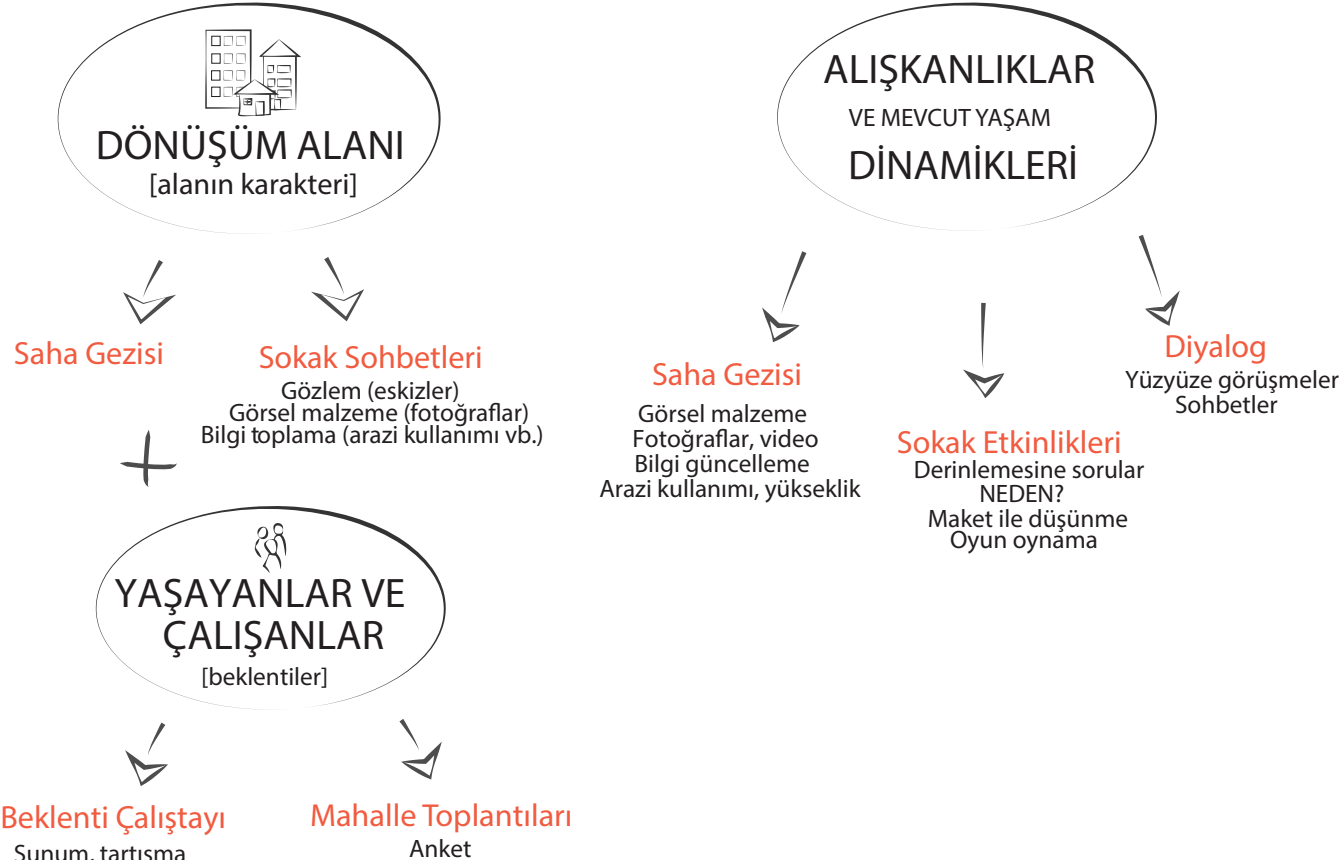 DÖNÜŞÜM ALANI
[alanın karakteri]
Saha Gezisi
Sokak Sohbetleri
Gözlem (eskizler)
Görsel malzeme (fotoğraflar)
Bilgi toplama (arazi kullanımı vb.)
YAŞAYANLAR VE
ÇALIŞANLAR
[beklentiler]
Beklenti Çalıştayı
Sunum, tartışma
Mahalle Toplantıları
Anket
ALIŞKANLIKLAR
VE MEVCUT YAŞAM
DİNAMİKLERİ
Saha Gezisi
Görsel malzeme
Fotoğraflar, video
Bilgi güncelleme
Arazi kullanımı, yükseklik
Sokak Etkinlikleri
Derinlemesine sorular
NEDEN?
Maket ile düşünme
Oyun oynama
Diyalog
Yüzyüze görüşmeler
Sohbetler